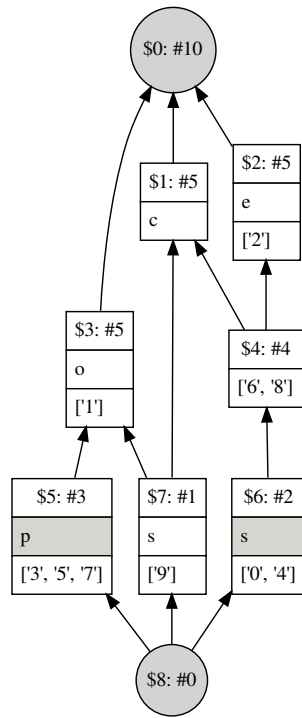 $0: #10
$1: #5
c
$2: #5
e
['2']
$3: #5
o
['1']
$4: #4
['6', '8']
$5: #3
p
['3', '5', '7']
$7: #1
s
['9']
$6: #2
s
['0', '4']
$8: #0